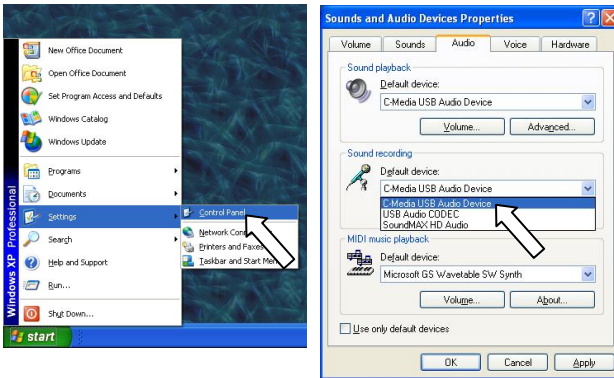 New Office Document
Open Office Document
Set Program Access and Defaults
Windows Catalog
Windows Update
Programs
Documents
Settings
Control Panel
Search
Network Con
Printers and Faxes
Help and Support
Taskbar and Start Men
Run...
Shut Down...
Windows XP Professional
start
Sounds and Audio Devices Properties
Volume Sounds Audio Voice Hardware
Sound playback
Default device:
C-Media USB Audio Device
Volume... Advanced...
Sound recording
Default device:
C-Media USB Audio Device
C-Media USB Audio Device
USB Audio CODEC
SoundMAX HD Audio
MIDI music playback
Default device:
Microsoft GS Wavetable SW Synth
Volume... About...
Use only default devices
OK Cancel Apply